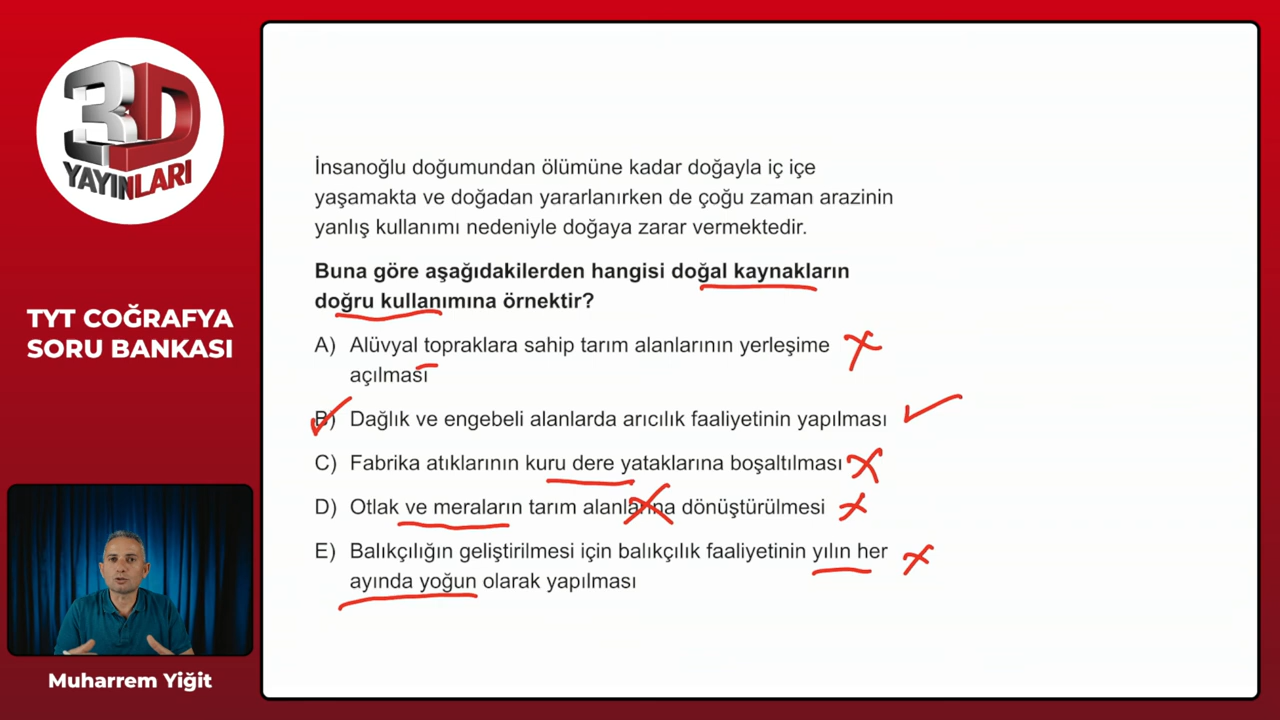 3D
YAYINLARI
TYT COĞRAFYA
SORU BANKASI
Muharrem Yiğit
İnsanoğlu doğumundan ölümüne kadar doğayla iç içe
yaşamakta ve doğadan yararlanırken de çoğu zaman arazinin
yanlış kullanımı nedeniyle doğaya zarar vermektedir.
Buna göre aşağıdakilerden hangisi doğal kaynakların
doğru kullanımına örnektir?
A) Alüvyal topraklara sahip tarım alanlarının yerleşime
açılması
B) Dağlık ve engebeli alanlarda arıcılık faaliyetinin yapılması
C) Fabrika atıklarının kuru dere yataklarına boşaltılması
D) Otlak ve meraların tarım alanlarına dönüştürülmesi
E) Balıkçılığın geliştirilmesi için balıkçılık faaliyetinin yılın her
ayında yoğun olarak yapılması